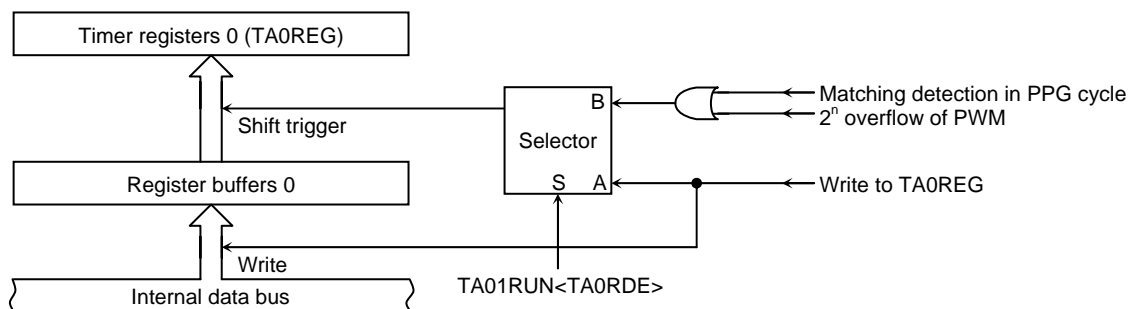 Timer registers 0 (TA0REG)
B
Matching detection in PPG cycle
Shift trigger
2ⁿ overflow of PWM
Selector
Register buffers 0
S A
Write to TA0REG
Write
TA01RUN<TA0RDE>
Internal data bus